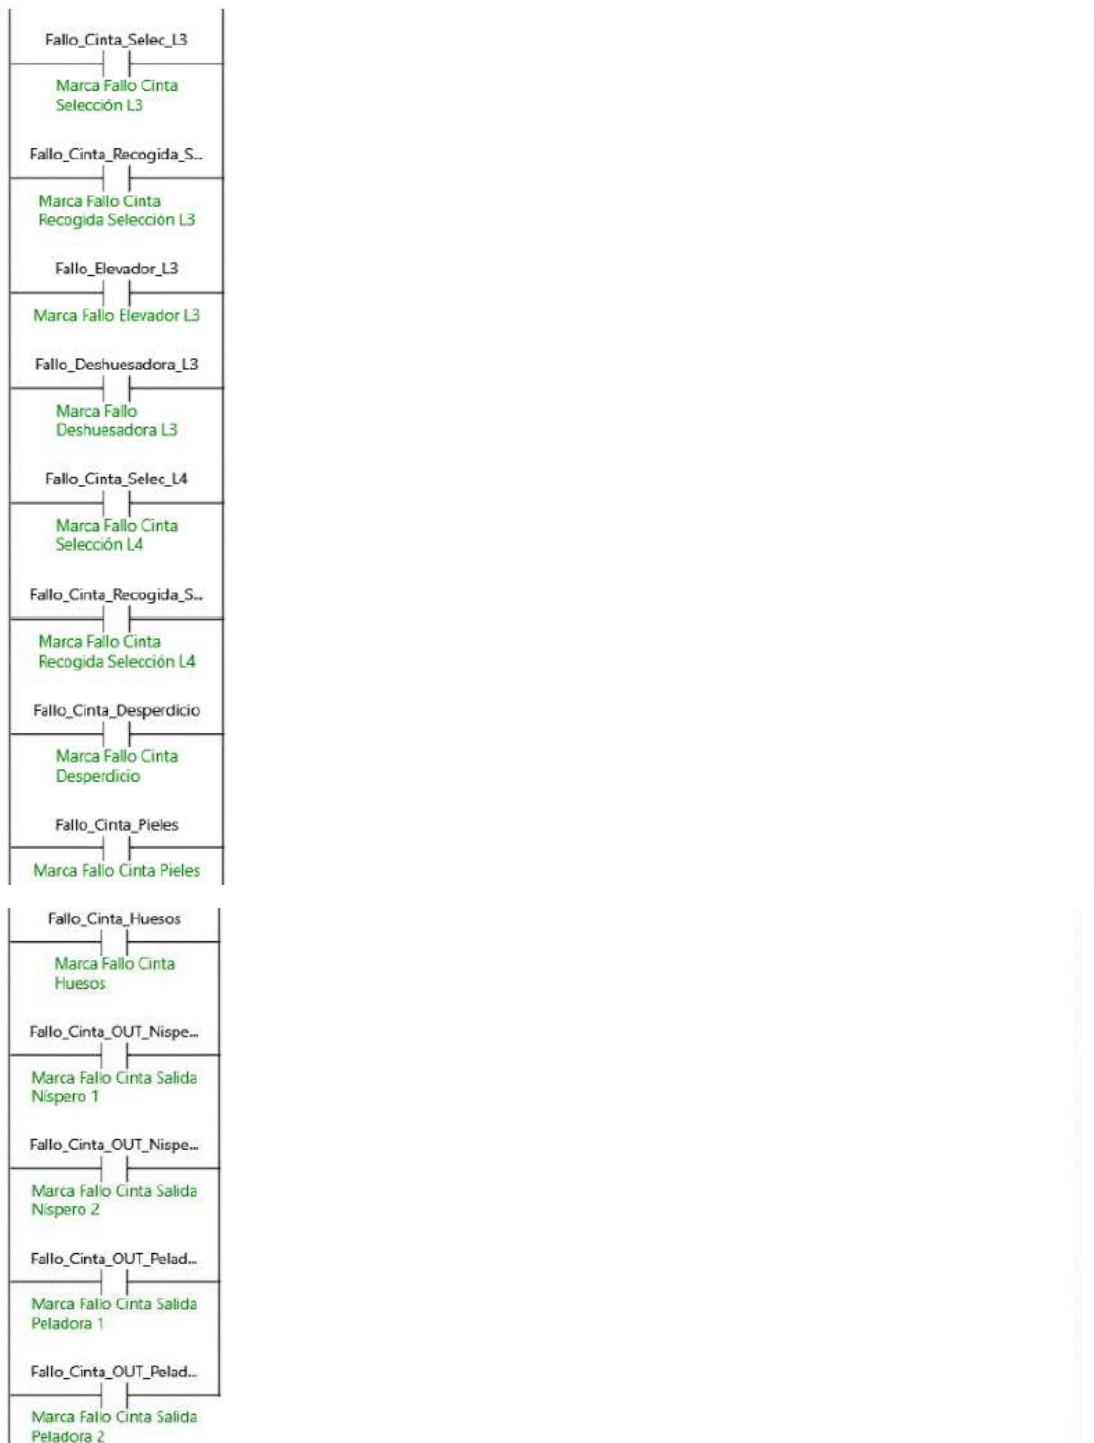 Fallo_Cinta_Selec_L3
Marca Fallo Cinta
Selección L3
Fallo_Cinta_Recogida_S...
Marca Fallo Cinta
Recogida Selección L3
Fallo_Elevador_L3
Marca Fallo Elevador L3
Fallo_Deshuesadora_L3
Marca Fallo
Deshuesadora L3
Fallo_Cinta_Selec_L4
Marca Fallo Cinta
Selección L4
Fallo_Cinta_Recogida_S...
Marca Fallo Cinta
Recogida Selección L4
Fallo_Cinta_Desperdicio
Marca Fallo Cinta
Desperdicio
Fallo_Cinta_Pieles
Marca Fallo Cinta Pieles
Fallo_Cinta_Huesos
Marca Fallo Cinta
Huesos
Fallo_Cinta_OUT_Nispe...
Marca Fallo Cinta Salida
Níspero 1
Fallo_Cinta_OUT_Nispe...
Marca Fallo Cinta Salida
Níspero 2
Fallo_Cinta_OUT_Pelad...
Marca Fallo Cinta Salida
Peladora 1
Fallo_Cinta_OUT_Pelad...
Marca Fallo Cinta Salida
Peladora 2